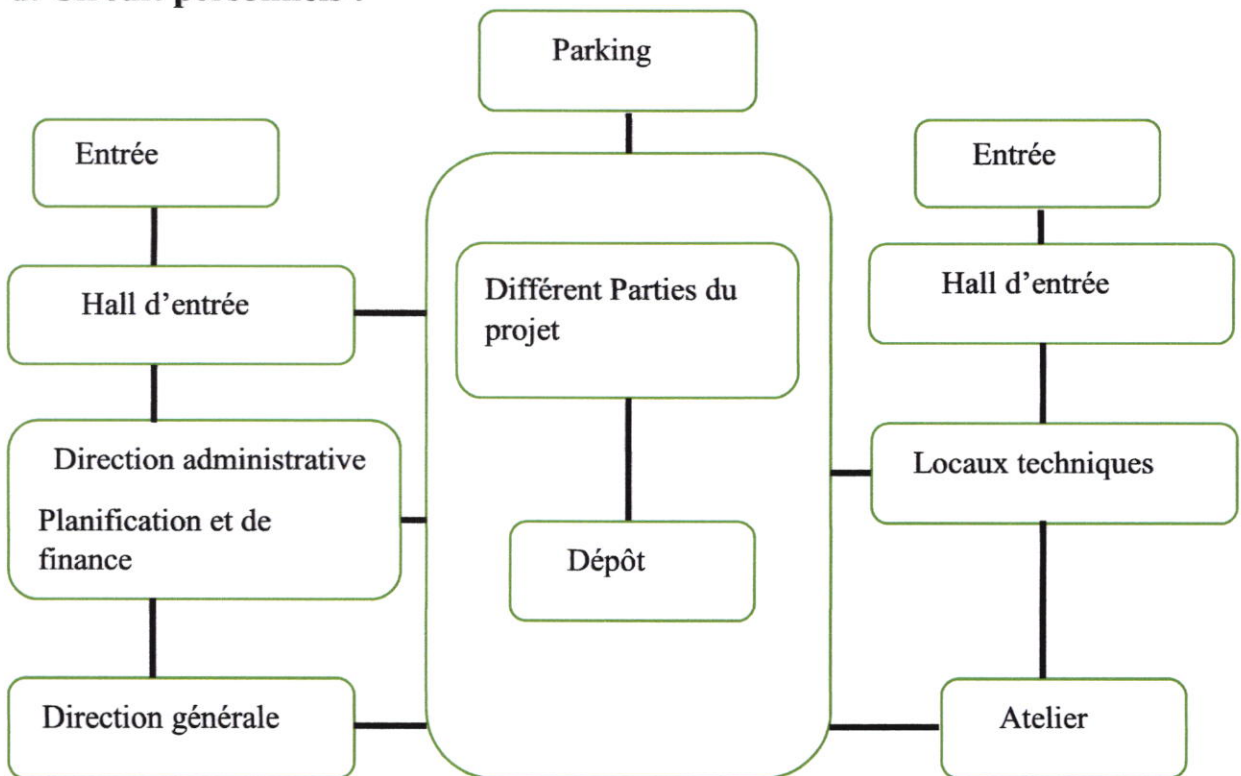 Parking
Entrée
Entrée
Hall d'entrée
Différent Parties du
projet
Hall d'entrée
Direction administrative
Planification et de
finance
Locaux techniques
Dépôt
Direction générale
Atelier